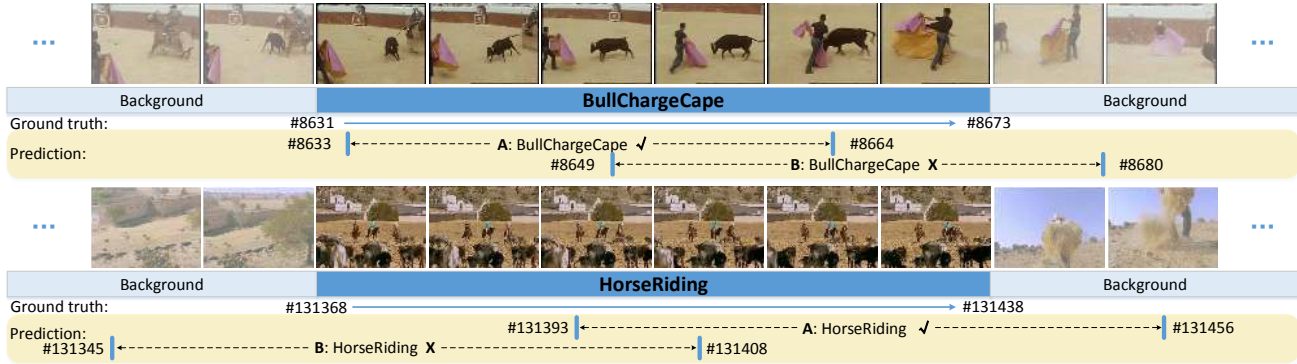 ...
...
Background BullChargeCape Background
Ground truth: #8631 #8673
Prediction: #8633 A: BullChargeCape ✓ #8664
#8649 B: BullChargeCape X #8680
...
...
Background HorseRiding Background
Ground truth: #131368 #131438
Prediction: #131393 A: HorseRiding ✓ #131456
#131345 B: HorseRiding X #131408